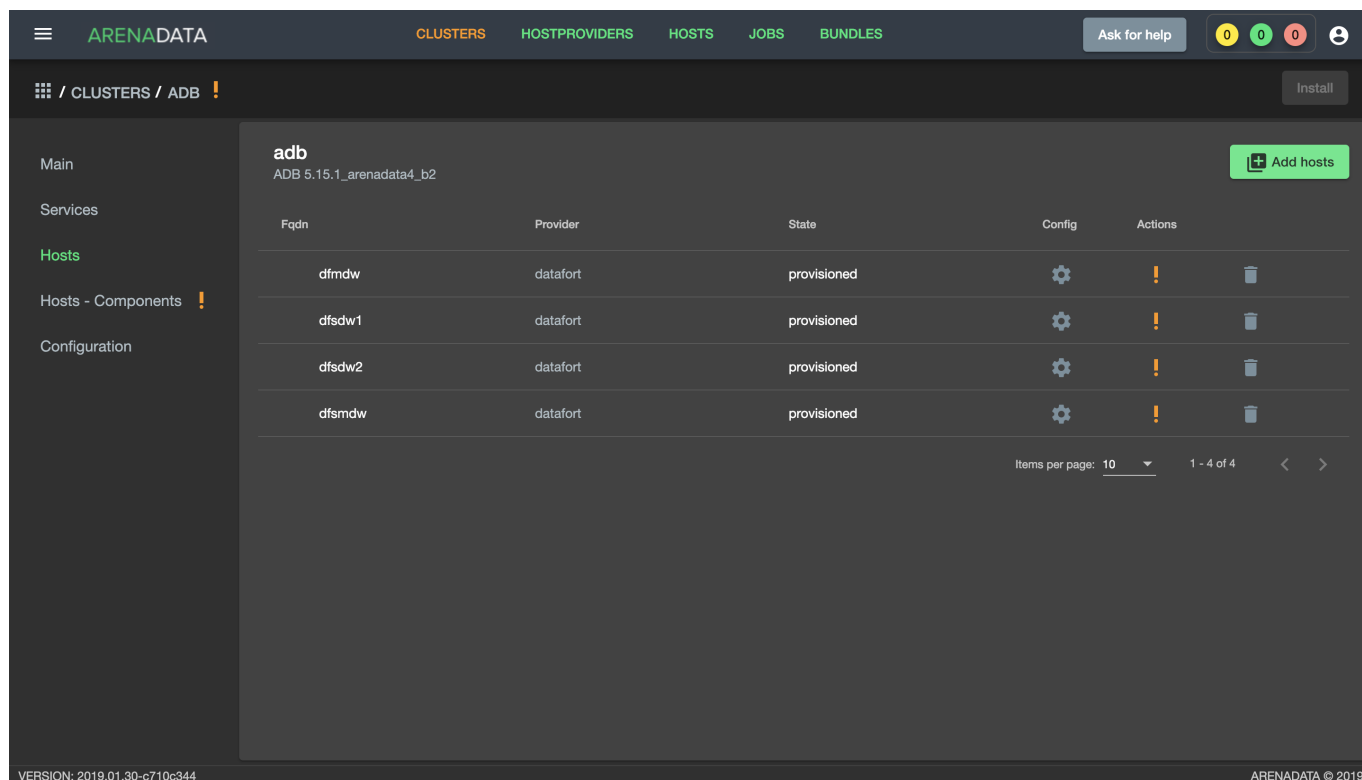 ARENADATA CLUSTERS HOSTPROVIDERS HOSTS JOBS BUNDLES Ask for help 0 0 0
/ CLUSTERS / ADB ! Install
Main
Services
Hosts
Hosts - Components !
Configuration
adb
ADB 5.15.1_arenadata4_b2
Add hosts
Fqdn Provider State Config Actions
dfmdw datafort provisioned !
dfsdw1 datafort provisioned !
dfsdw2 datafort provisioned !
dfsmdw datafort provisioned !
Items per page: 10 1 - 4 of 4
VERSION: 2019.01.30-c710c344 ARENADATA © 2019